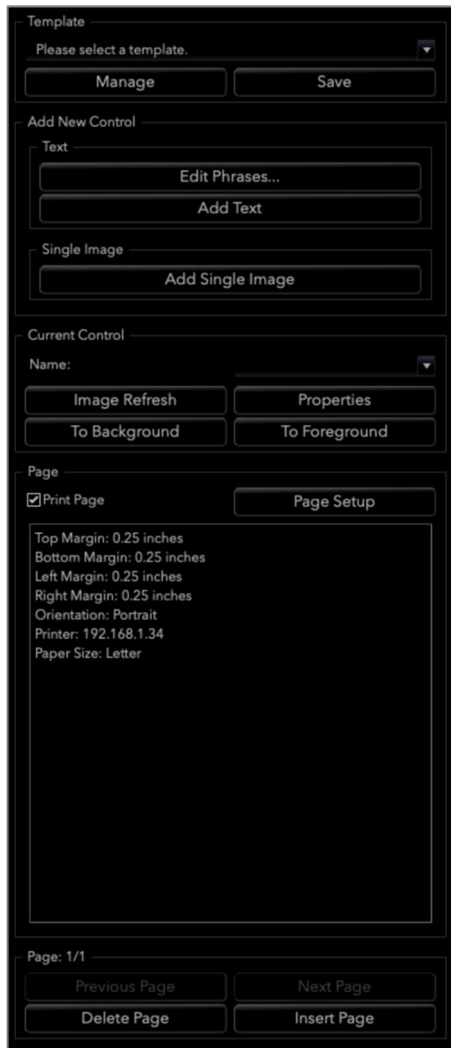 Template
Please select a template.
Manage Save
Add New Control
Text
Edit Phrases...
Add Text
Single Image
Add Single Image
Current Control
Name:
Image Refresh Properties
To Background To Foreground
Page
Print Page Page Setup
Top Margin: 0.25 inches
Bottom Margin: 0.25 inches
Left Margin: 0.25 inches
Right Margin: 0.25 inches
Orientation: Portrait
Printer: 192.168.1.34
Paper Size: Letter
Page: 1/1
Previous Page Next Page
Delete Page Insert Page